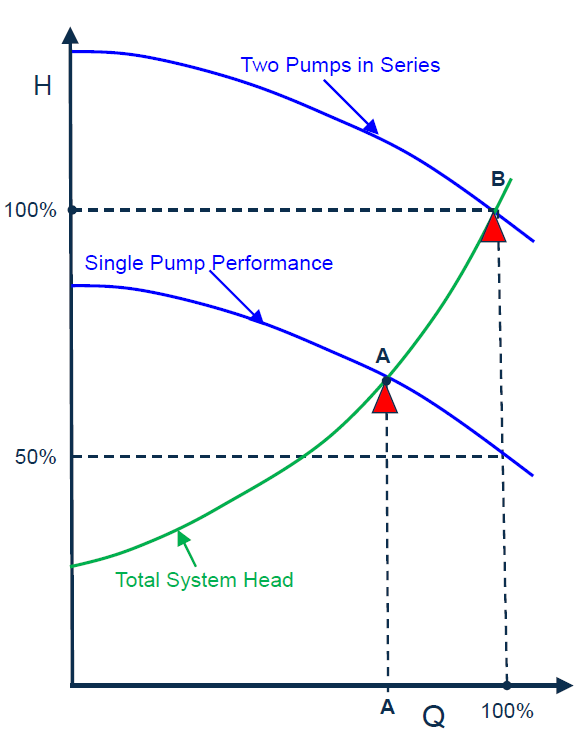 Two Pumps in Series
H
B
100%
Single Pump Performance
A
50%
Total System Head
A
Q
100%